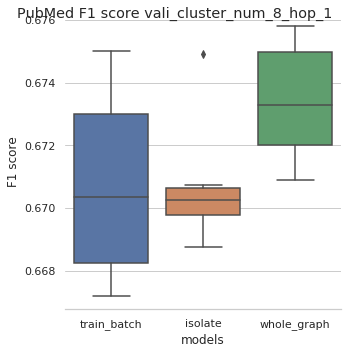 PubMed F1 score vali_cluster_num_8_hop_1
0.676
0.674
0.672
0.670
0.668
F1 score
train_batch isolate whole_graph
models